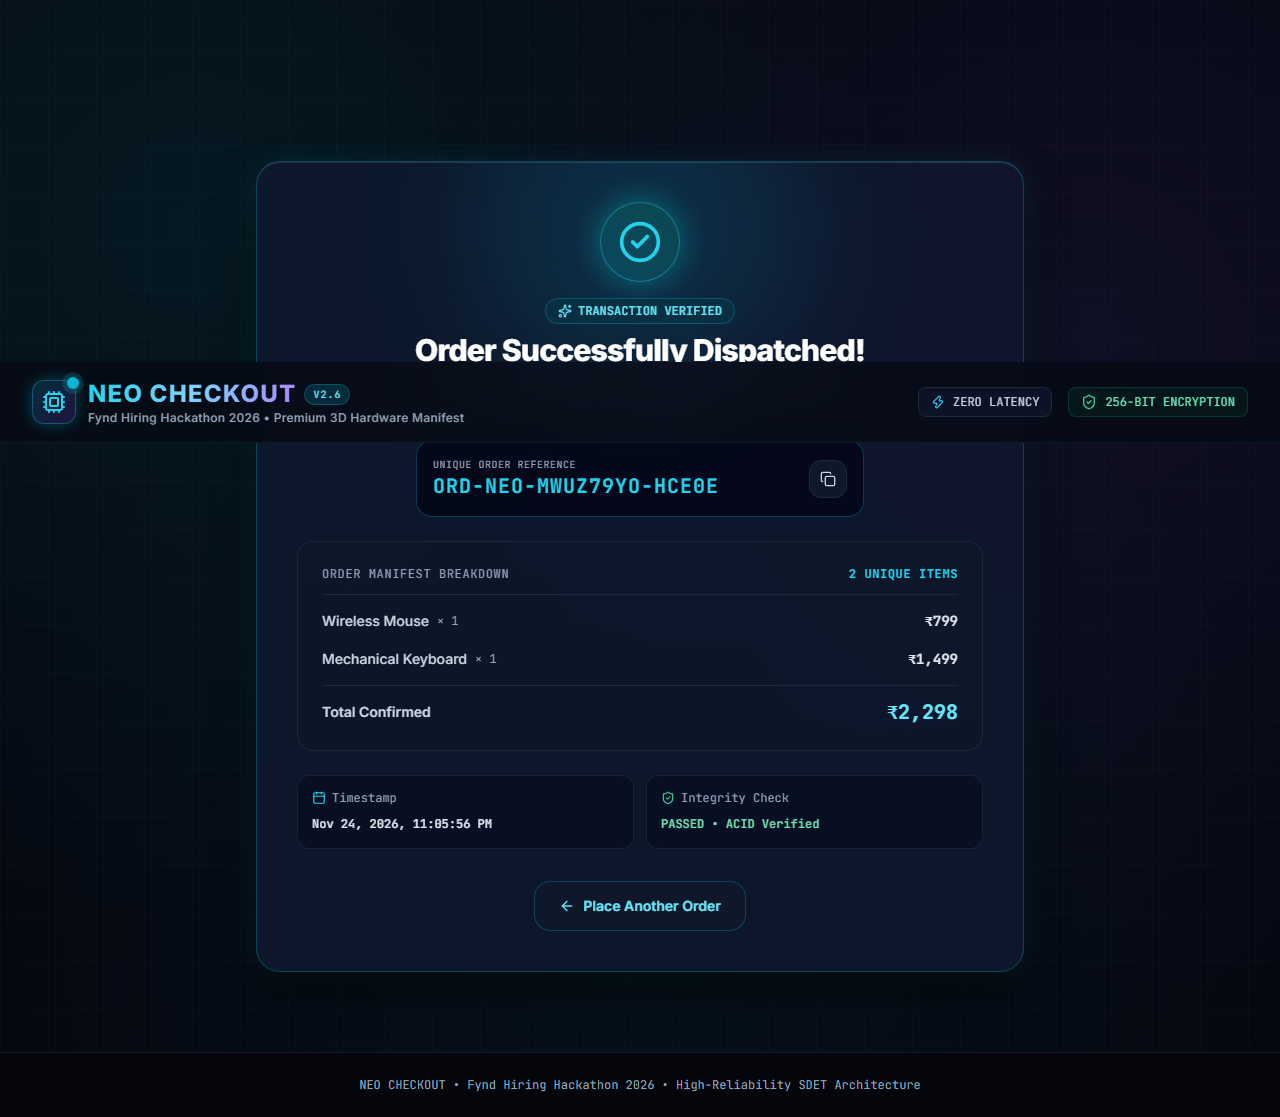 TRANSACTION VERIFIED
Order Successfully Dispatched!
NEO CHECKOUT V2.6
Fynd Hiring Hackathon 2026 • Premium 3D Hardware Manifest
ZERO LATENCY
256-BIT ENCRYPTION
UNIQUE ORDER REFERENCE
ORD-NEO-MWUZ79YO-HCE0E
ORDER MANIFEST BREAKDOWN 2 UNIQUE ITEMS
Wireless Mouse × 1 ₹799
Mechanical Keyboard × 1 ₹1,499
Total Confirmed ₹2,298
Timestamp
Nov 24, 2026, 11:05:56 PM
Integrity Check
PASSED • ACID Verified
Place Another Order
NEO CHECKOUT • Fynd Hiring Hackathon 2026 • High-Reliability SDET Architecture